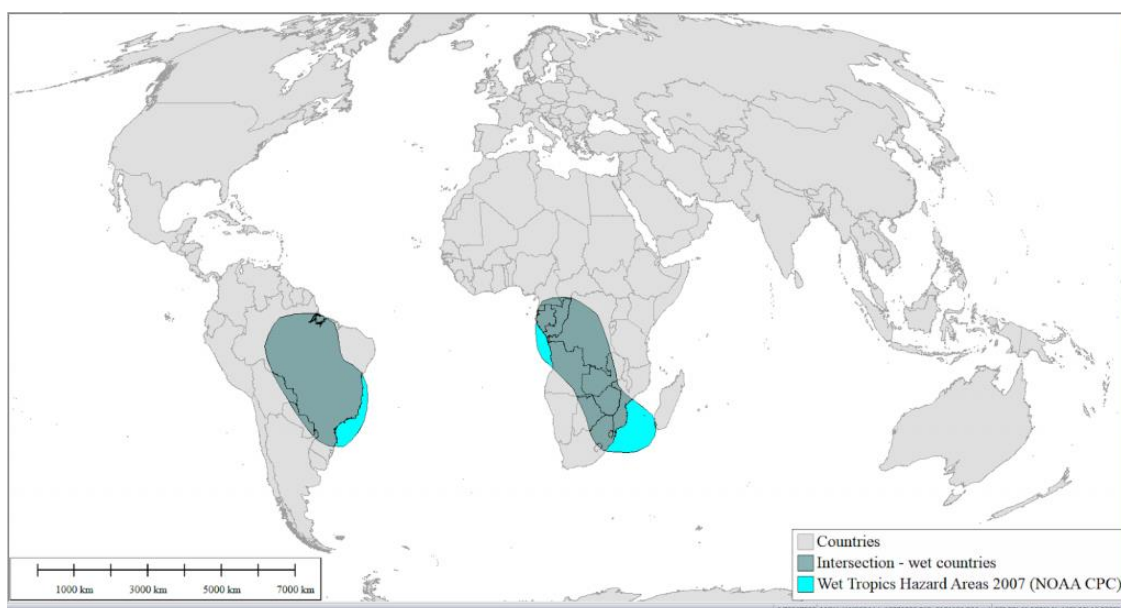 Countries
Intersection - wet countries
Wet Tropics Hazard Areas 2007 (NOAA CPC)
1000 km 3000 km 5000 km 7000 km